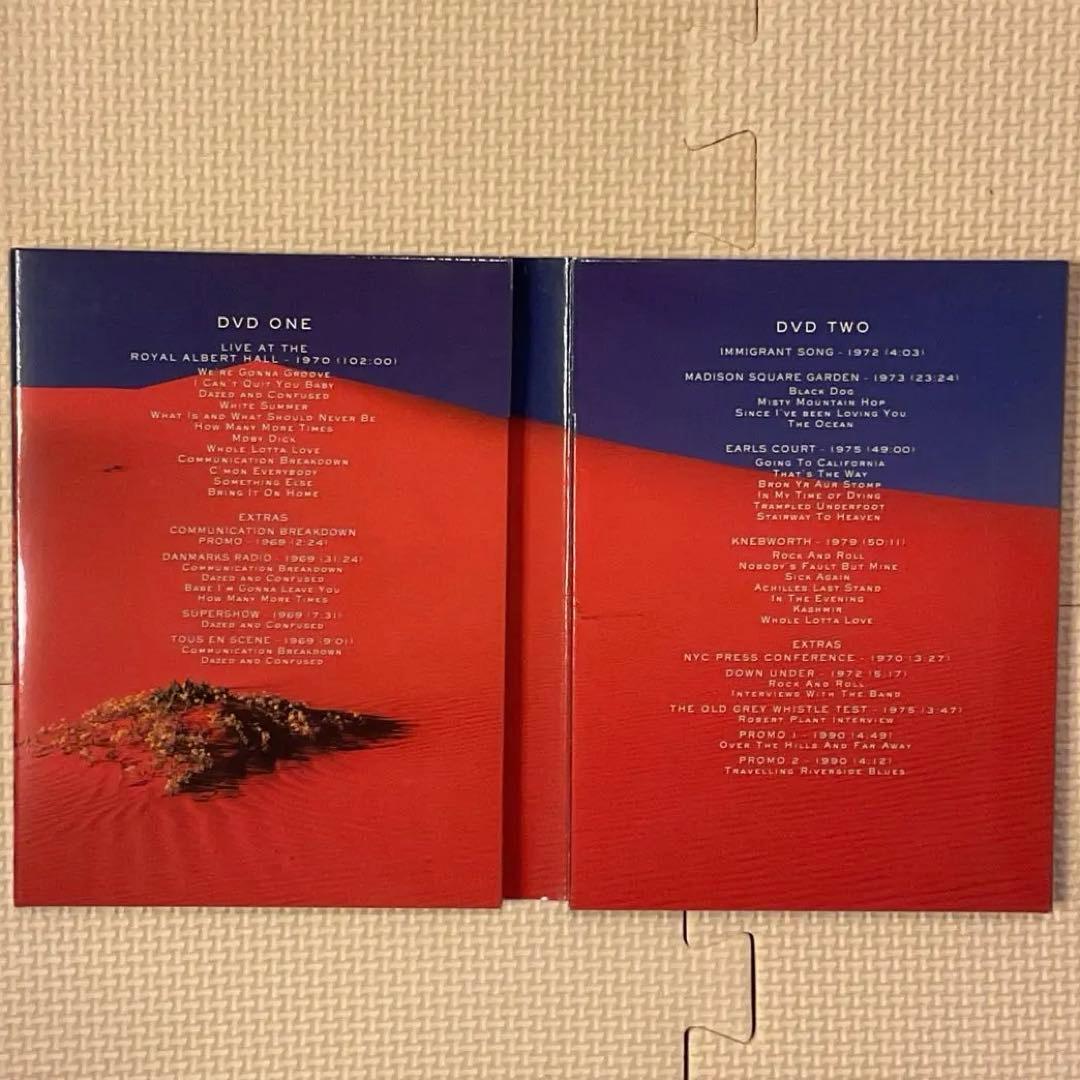 DVD ONE
LIVE AT THE
ROYAL ALBERT HALL - 1970 (102:00)
WE'RE GONNA GROOVE
I CAN'T QUIT YOU BABY
DAZED AND CONFUSED
WHITE SUMMER
WHAT IS AND WHAT SHOULD NEVER BE
HOW MANY MORE TIMES
MOBY DICK
WHOLE LOTTA LOVE
COMMUNICATION BREAKDOWN
C'MON EVERYBODY
SOMETHING ELSE
BRING IT ON HOME
EXTRAS
COMMUNICATION BREAKDOWN
PROMO - 1969 (2:24)
DANMARKS RADIO - 1969 (31:24)
COMMUNICATION BREAKDOWN
DAZED AND CONFUSED
BABE I'M GONNA LEAVE YOU
HOW MANY MORE TIMES
SUPERSHOW - 1969 (7:31)
DAZED AND CONFUSED
TOUS EN SCENE - 1969 (9:01)
COMMUNICATION BREAKDOWN
DAZED AND CONFUSED
DVD TWO
IMMIGRANT SONG - 1972 (4:03)
MADISON SQUARE GARDEN - 1973 (23:24)
BLACK DOG
MISTY MOUNTAIN HOP
SINCE I'VE BEEN LOVING YOU
THE OCEAN
EARLS COURT - 1975 (49:00)
GOING TO CALIFORNIA
THAT'S THE WAY
BRON YR AUR STOMP
IN MY TIME OF DYING
TRAMPLED UNDERFOOT
STAIRWAY TO HEAVEN
KNEBWORTH - 1979 (50:11)
ROCK AND ROLL
NOBODY'S FAULT BUT MINE
SICK AGAIN
ACHILLES LAST STAND
IN THE EVENING
KASHMIR
WHOLE LOTTA LOVE
EXTRAS
NYC PRESS CONFERENCE - 1970 (3:27)
DOWN UNDER - 1972 (5:17)
ROCK AND ROLL
INTERVIEWS WITH THE BAND
THE OLD GREY WHISTLE TEST - 1975 (3:47)
ROBERT PLANT INTERVIEW
PROMO 1 - 1990 (4:49)
OVER THE HILLS AND FAR AWAY
PROMO 2 - 1990 (4:12)
TRAVELLING RIVERSIDE BLUES